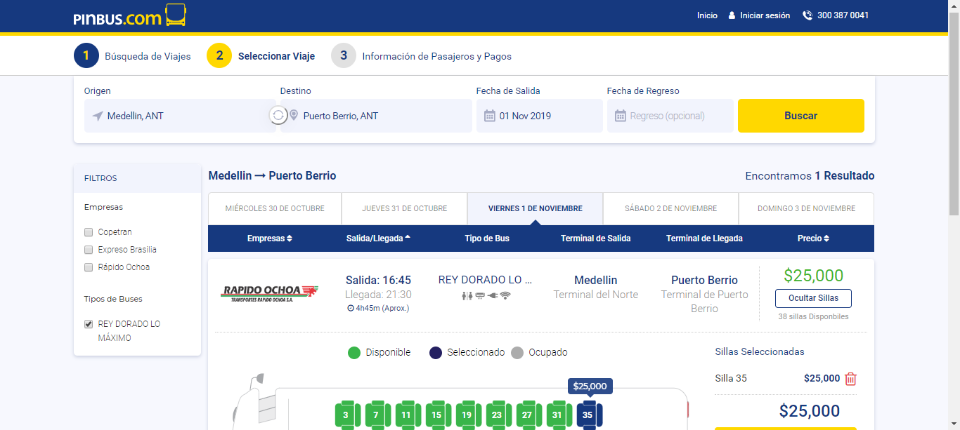 PINBUS.com
Inicio Iniciar sesión 300 387 0041
1 Búsqueda de Viajes 2 Seleccionar Viaje 3 Información de Pasajeros y Pagos
Origen Destino Fecha de Salida Fecha de Regreso
Medellin, ANT Puerto Berrio, ANT 01 Nov 2019 Regreso (opcional) Buscar
FILTROS
Empresas
Copetran
Expreso Brasilia
Rápido Ochoa
Tipos de Buses
REY DORADO LO
MÁXIMO
Medellin → Puerto Berrio Encontramos 1 Resultado
MIÉRCOLES 30 DE OCTUBRE JUEVES 31 DE OCTUBRE VIERNES 1 DE NOVIEMBRE SÁBADO 2 DE NOVIEMBRE DOMINGO 3 DE NOVIEMBRE
Empresas Salida/Llegada Tipo de Bus Terminal de Salida Terminal de Llegada Precio
RAPIDO OCHOA
TRANSPORTES RAPIDO OCHOA S.A.
Salida: 16:45
Llegada: 21:30
4h45m (Aprox.)
REY DORADO LO ...
Medellin
Terminal del Norte
Puerto Berrio
Terminal de Puerto
Berrio
$25,000
Ocultar Sillas
38 sillas Disponibles
Disponible Seleccionado Ocupado
$25,000
3 7 11 15 19 23 27 31 35
Sillas Seleccionadas
Silla 35 $25,000
$25,000